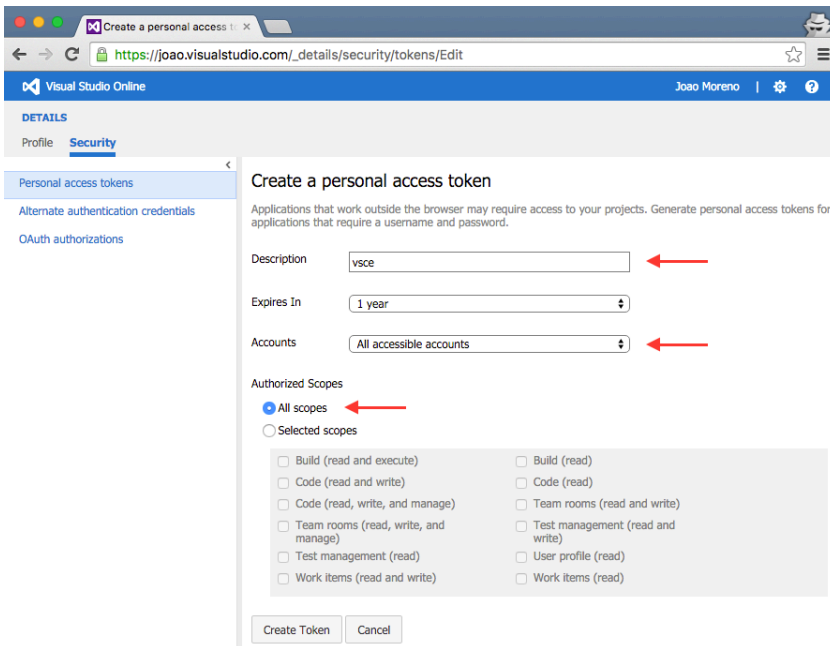 Create a personal access t
https://joao.visualstudio.com/_details/security/tokens/Edit
Visual Studio Online
Joao Moreno |
DETAILS
Profile Security
Personal access tokens
Alternate authentication credentials
OAuth authorizations
Create a personal access token
Applications that work outside the browser may require access to your projects. Generate personal access tokens for
applications that require a username and password.
Description vsce
Expires In 1 year
Accounts All accessible accounts
Authorized Scopes
All scopes
Selected scopes
Build (read and execute) Build (read)
Code (read and write) Code (read)
Code (read, write, and manage) Team rooms (read and write)
Team rooms (read, write, and Test management (read and
manage) write)
Test management (read) User profile (read)
Work items (read and write) Work items (read)
Create Token Cancel